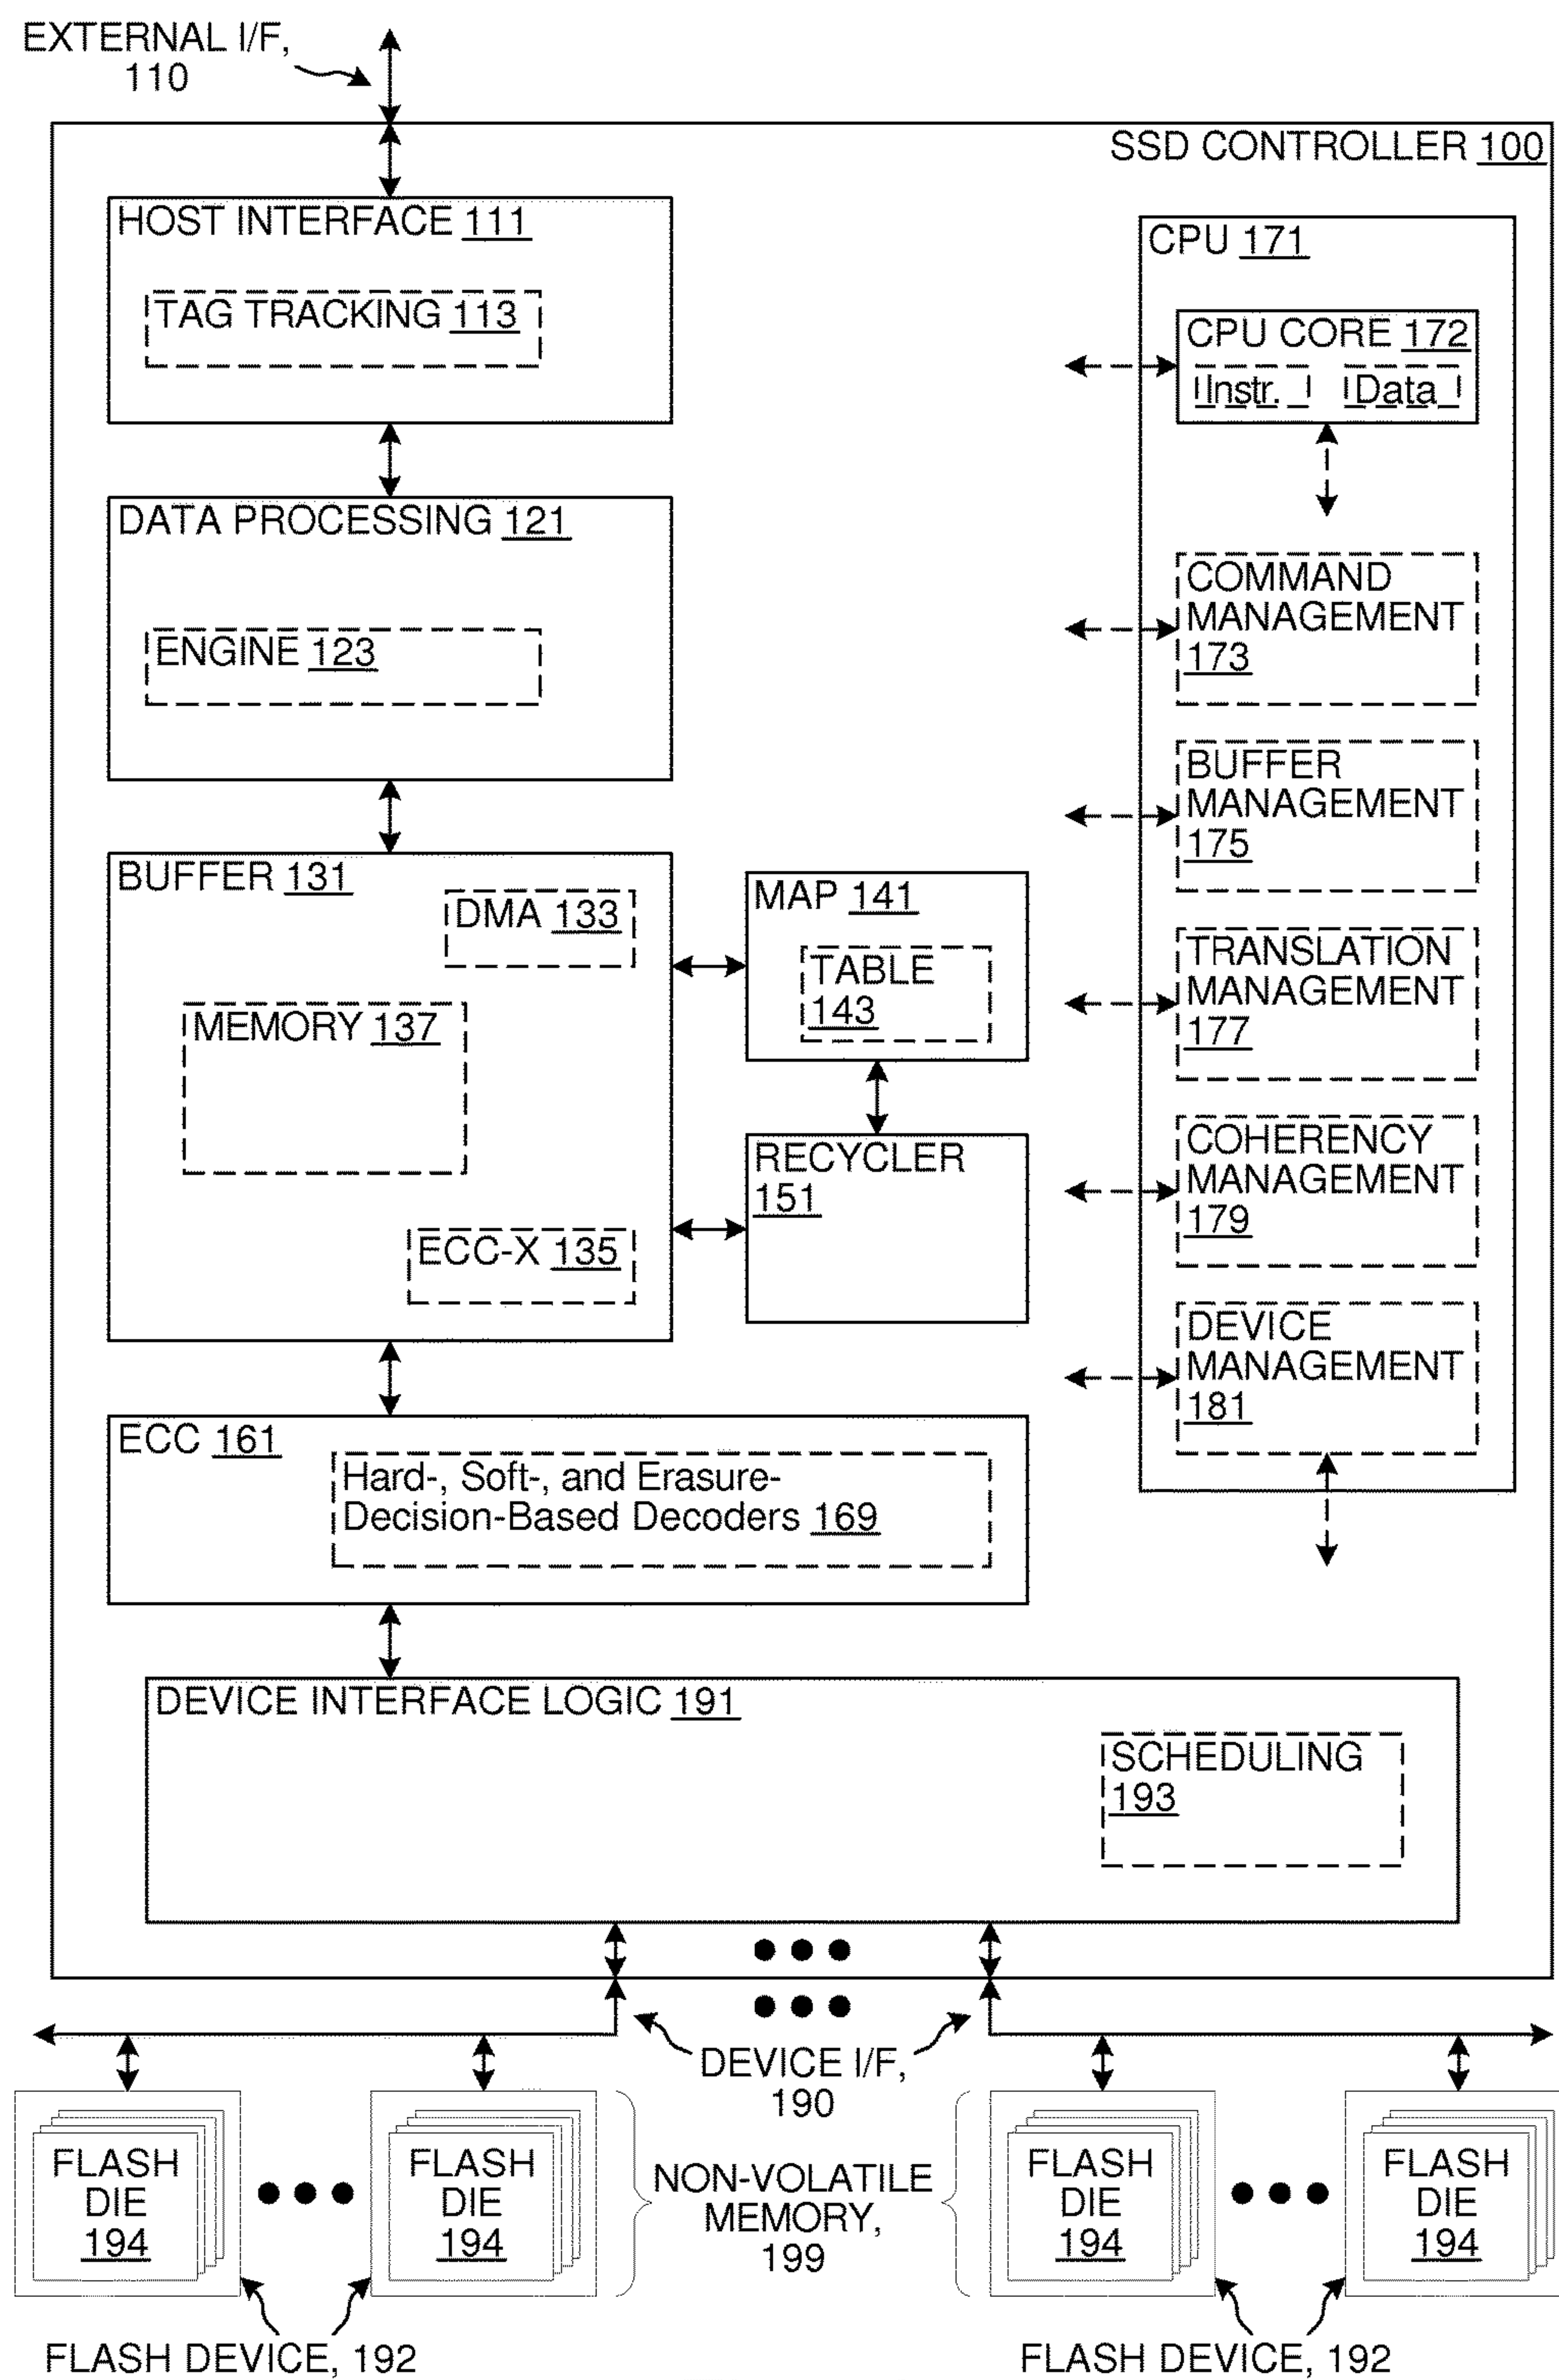 EXTERNAL I/F,
110
SSD CONTROLLER 100
HOST INTERFACE 111
TAG TRACKING 113
DATA PROCESSING 121
ENGINE 123
BUFFER 131
DMA 133
MEMORY 137
ECC-X 135
MAP 141
TABLE
143
RECYCLER
151
ECC 161
Hard-, Soft-, and Erasure-
Decision-Based Decoders 169
CPU 171
CPU CORE 172
Instr.
Data
COMMAND
MANAGEMENT
173
BUFFER
MANAGEMENT
175
TRANSLATION
MANAGEMENT
177
COHERENCY
MANAGEMENT
179
DEVICE
MANAGEMENT
181
DEVICE INTERFACE LOGIC 191
SCHEDULING
193
DEVICE I/F,
190
FLASH
DIE
194
FLASH
DIE
194
NON-VOLATILE
MEMORY,
199
FLASH
DIE
194
FLASH
DIE
194
FLASH DEVICE, 192
FLASH DEVICE, 192